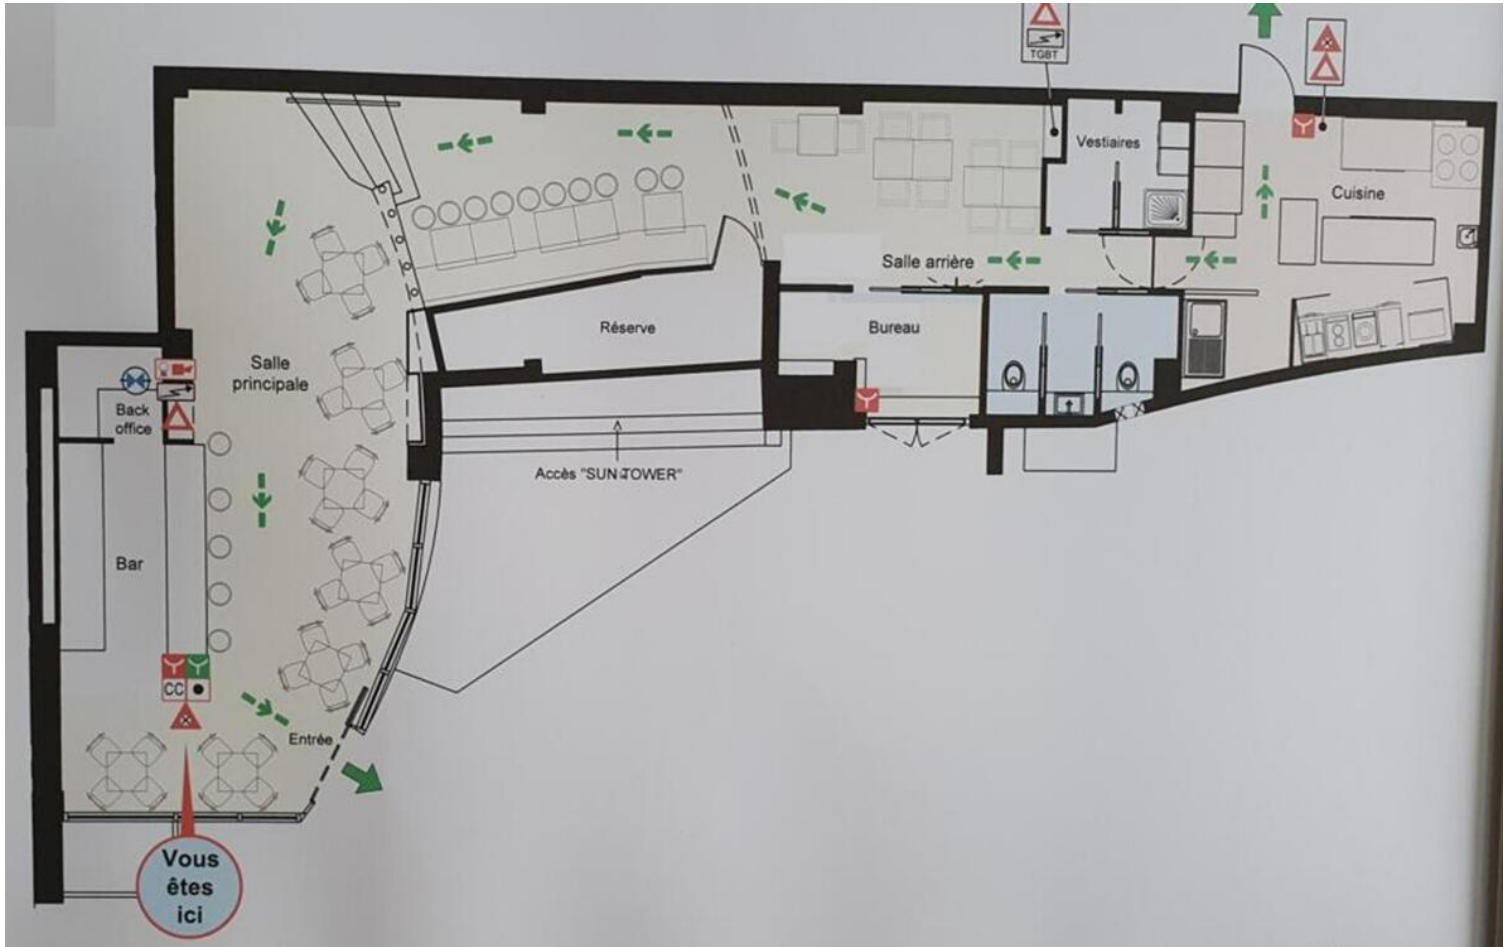 TGBT
Vestiaires
Cuisine
Salle arrière
Réserve
Bureau
Salle
principale
Back
office
Accès "SUN TOWER"
Bar
CC
Entrée
Vous
êtes
ici